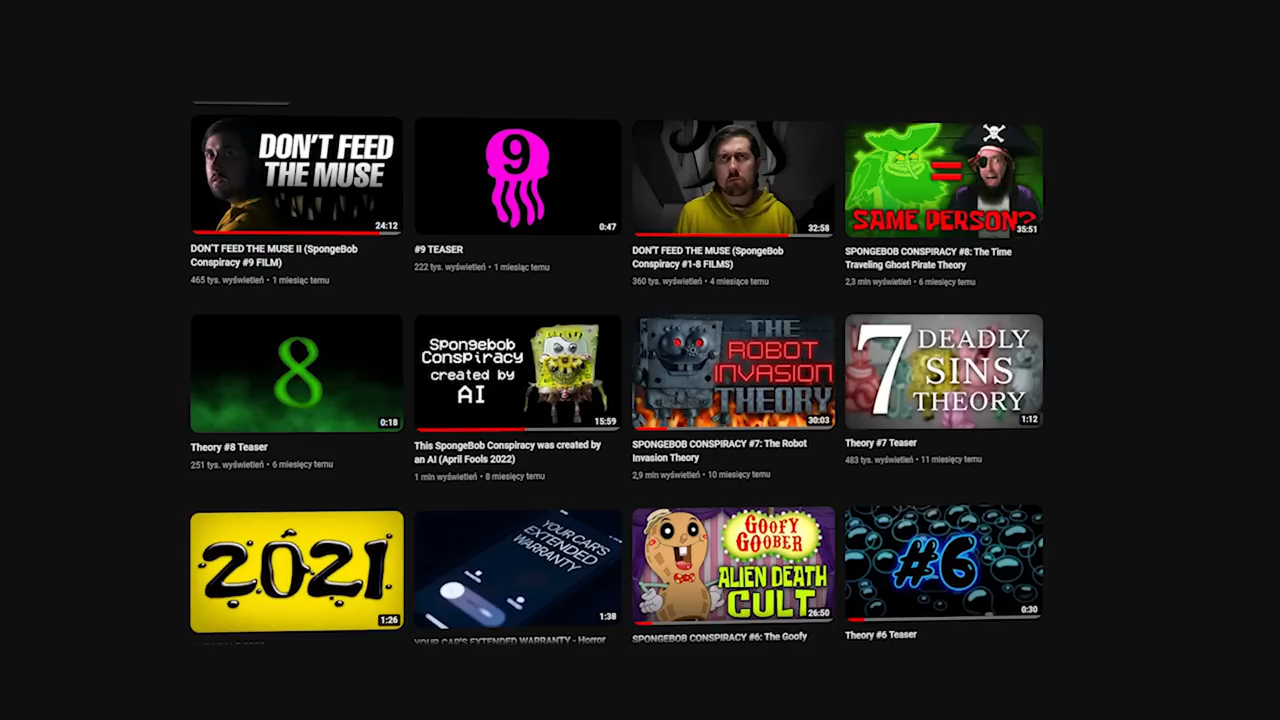 DON'T FEED
THE MUSE
24:12
DON'T FEED THE MUSE II (SpongeBob
Conspiracy #9 FILM)
465 tys. wyświetleń • 1 miesiąc temu
9
0:47
#9 TEASER
222 tys. wyświetleń • 1 miesiąc temu
32:58
DON'T FEED THE MUSE (SpongeBob
Conspiracy #1-8 FILMS)
360 tys. wyświetleń • 4 miesiące temu
=
SAME PERSON?
35:51
SPONGEBOB CONSPIRACY #8: The Time
Traveling Ghost Pirate Theory
2,3 mln wyświetleń • 6 miesięcy temu
8
0:18
Theory #8 Teaser
251 tys. wyświetleń • 6 miesięcy temu
Spongebob
Conspiracy
created by
AI
15:59
This SpongeBob Conspiracy was created by
an AI (April Fools 2022)
1 mln wyświetleń • 8 miesięcy temu
THE
ROBOT
INVASION
THEORY
30:03
SPONGEBOB CONSPIRACY #7: The Robot
Invasion Theory
2,9 mln wyświetleń • 10 miesięcy temu
7 DEADLY
SINS
THEORY
1:12
Theory #7 Teaser
483 tys. wyświetleń • 11 miesięcy temu
2021
1:26
YOUR CAR'S
EXTENDED
WARRANTY
1:38
YOUR CAR'S EXTENDED WARRANTY - Horror
GOOFY
GOOBER
ALIEN DEATH
CULT
26:50
SPONGEBOB CONSPIRACY #6: The Goofy
#6
0:30
Theory #6 Teaser